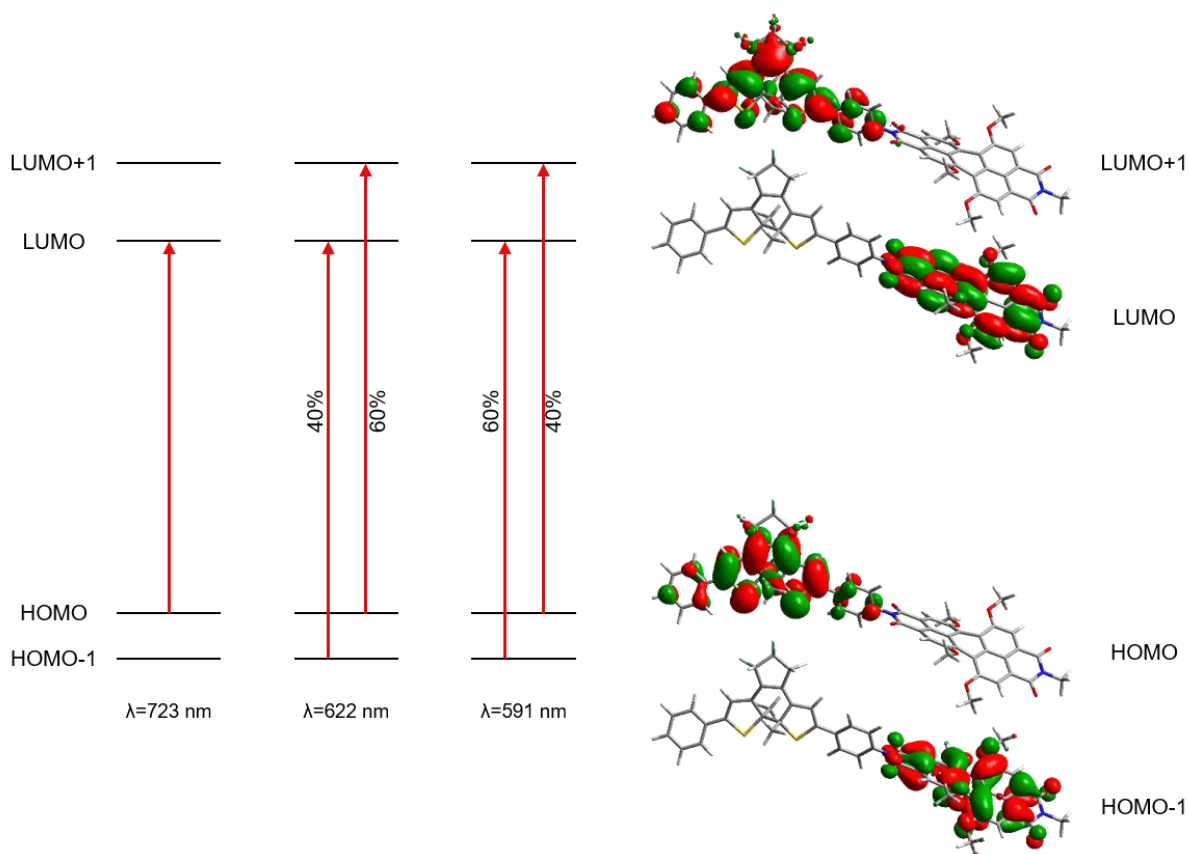 LUMO+1
LUMO
40%
60%
60%
40%
HOMO
HOMO-1
λ=723 nm
λ=622 nm
λ=591 nm
LUMO+1
LUMO
HOMO
HOMO-1